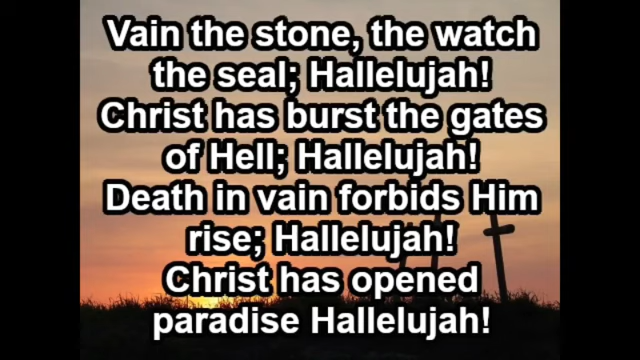 Vain the stone, the watch
the seal; Hallelujah!
Christ has burst the gates
of Hell; Hallelujah!
Death in vain forbids Him
rise; Hallelujah!
Christ has opened
paradise Hallelujah!